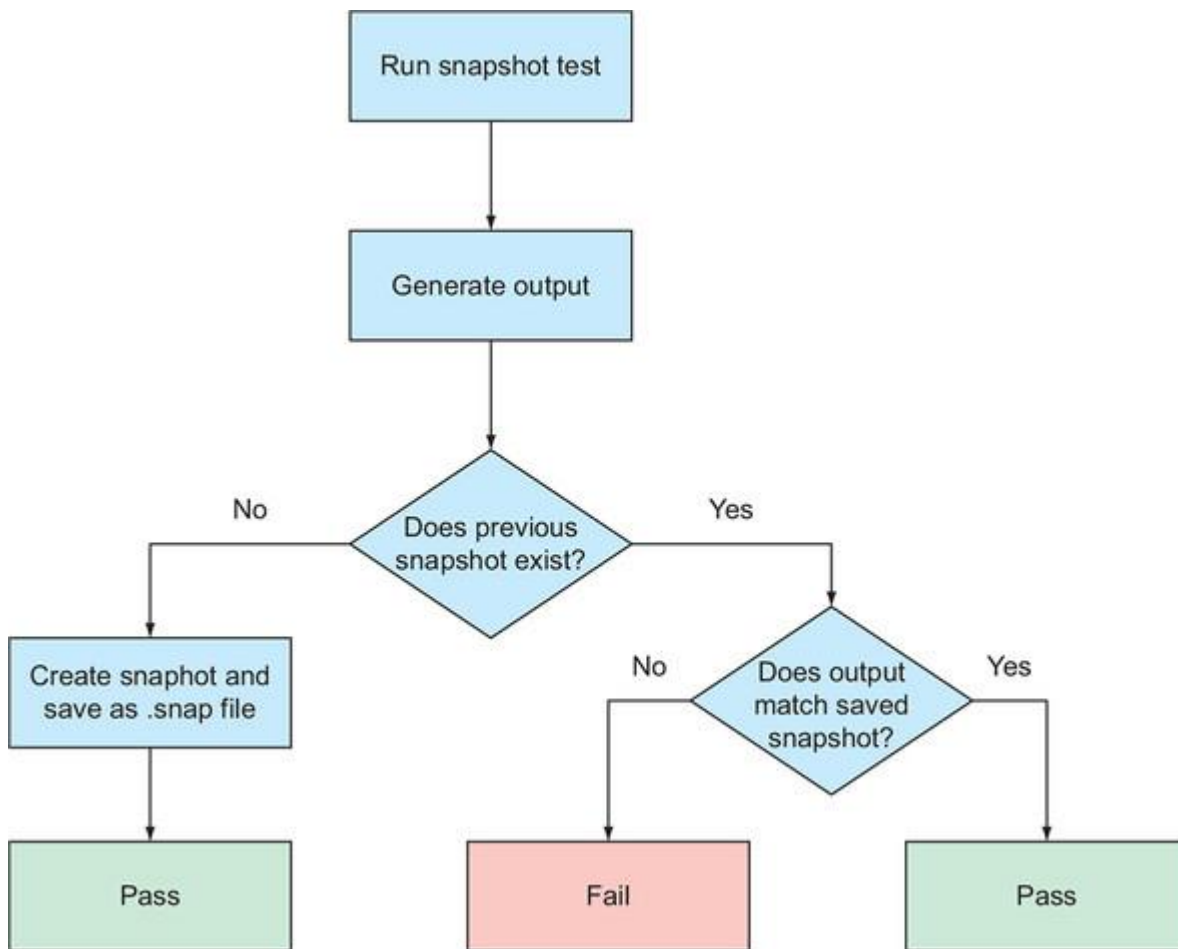 Run snapshot test
Generate output
Does previous
snapshot exist?
No
Yes
Create snaphot and
save as .snap file
Does output
match saved
snapshot?
No
Yes
Pass
Fail
Pass